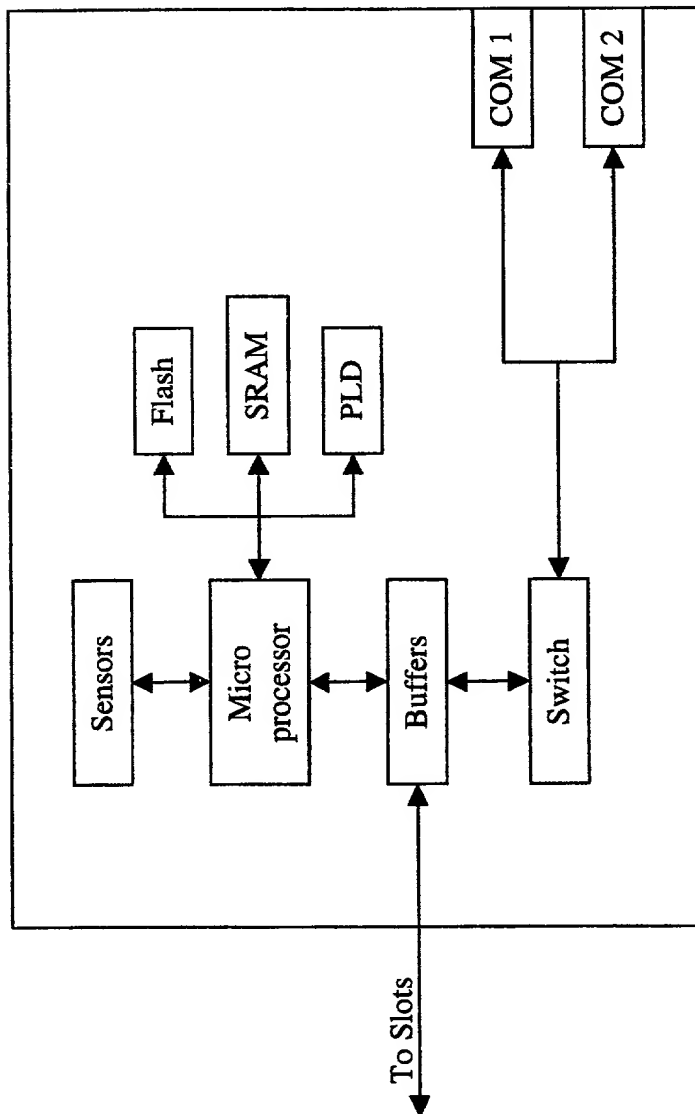 Sensors
Micro
processor
Buffers
Switch
Flash
SRAM
PLD
COM 1
COM 2
To Slots